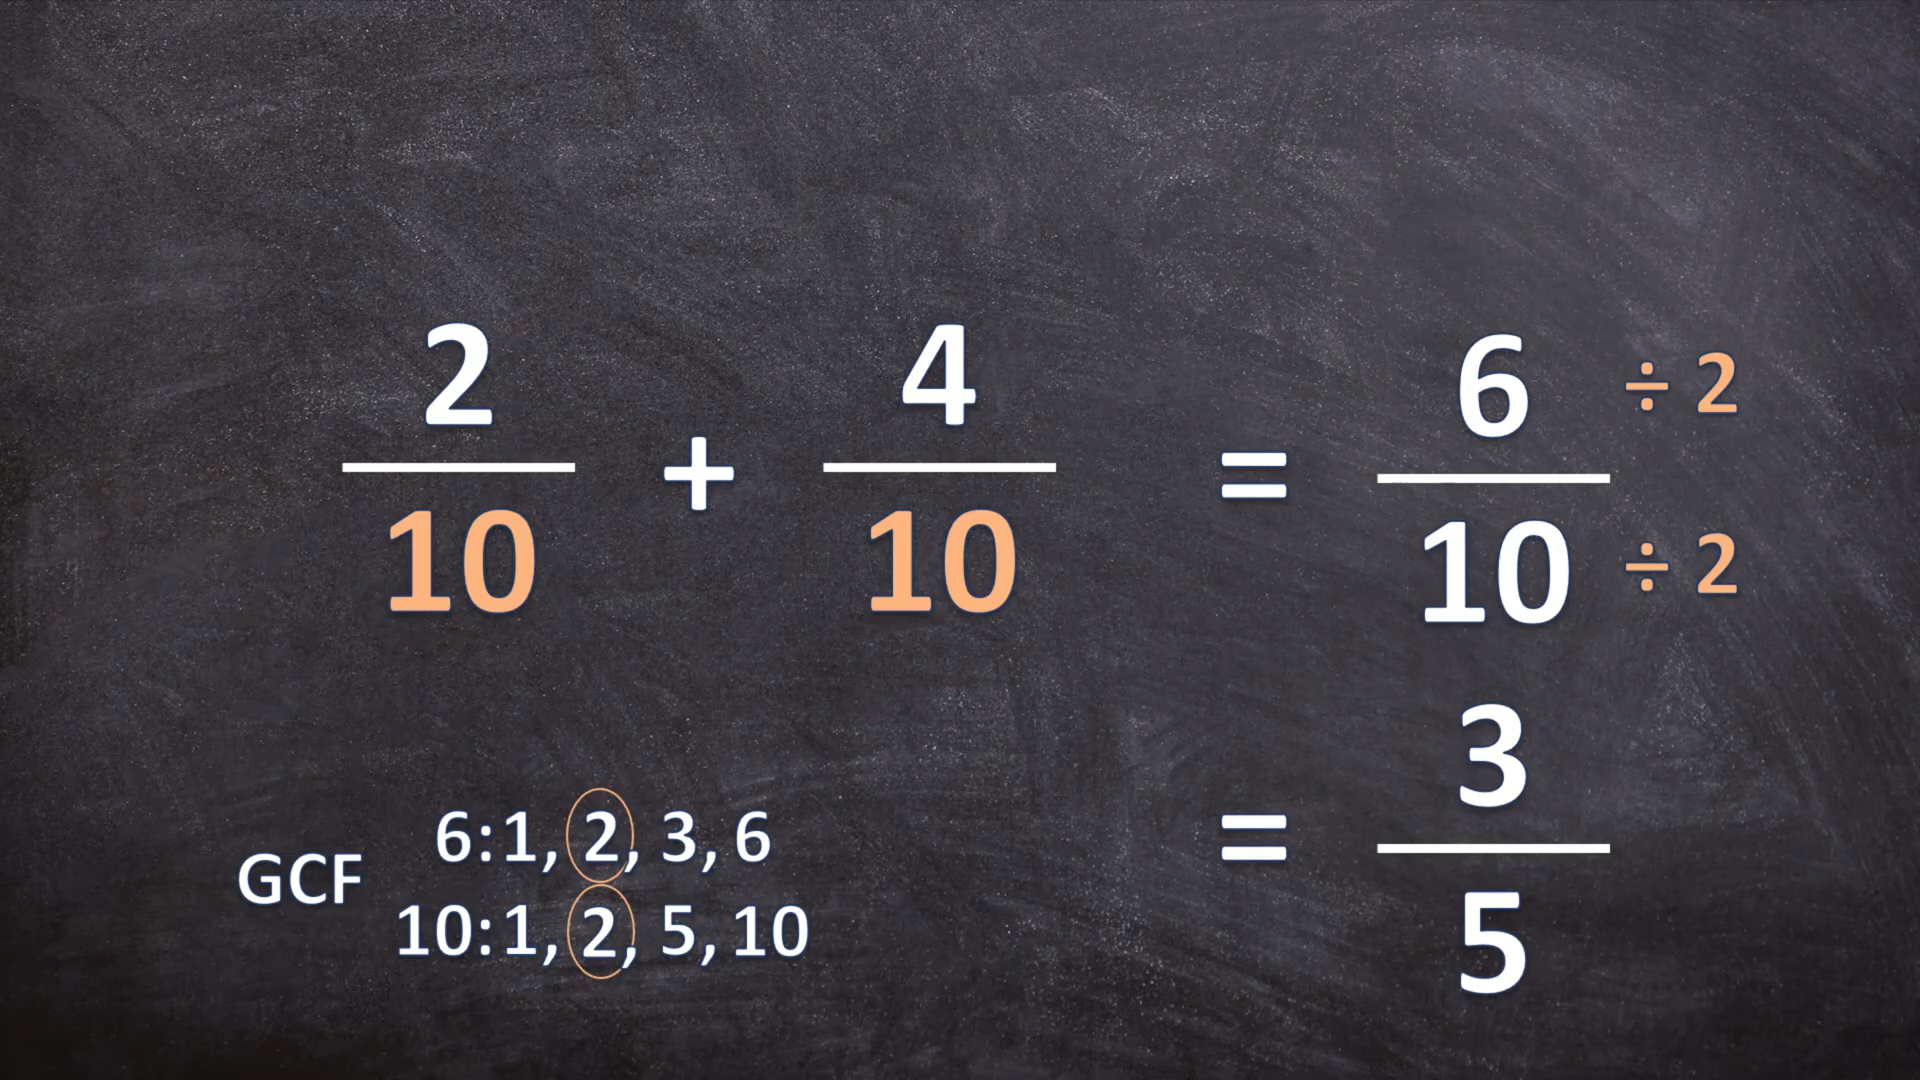 2/10 + 4/10 = 6/10 ÷ 2 ÷ 2
= 3/5
GCF
6: 1, 2, 3, 6
10: 1, 2, 5, 10